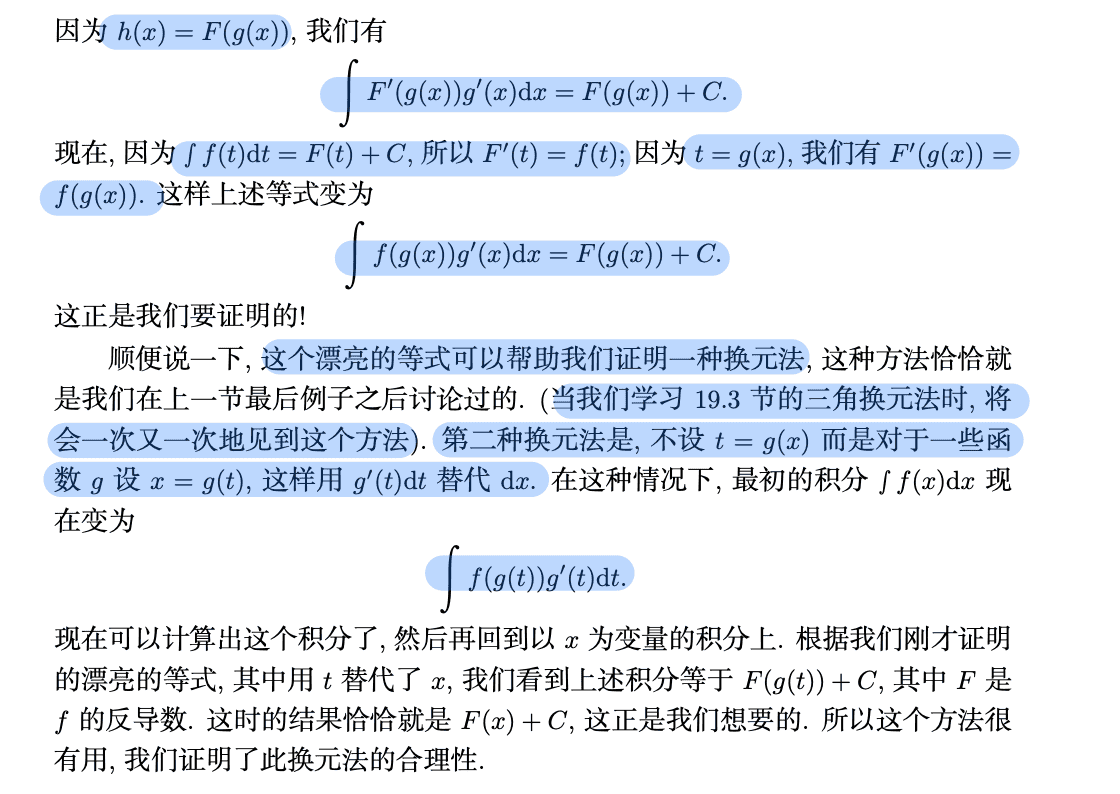 因为 h(x) = F(g(x)), 我们有
∫ F′(g(x))g′(x)dx = F(g(x)) + C.
现在, 因为 ∫ f(t)dt = F(t) + C, 所以 F′(t) = f(t); 因为 t = g(x), 我们有 F′(g(x)) =
f(g(x)). 这样上述等式变为
∫ f(g(x))g′(x)dx = F(g(x)) + C.
这正是我们要证明的!
顺便说一下, 这个漂亮的等式可以帮助我们证明一种换元法, 这种方法恰恰就
是我们在上一节最后例子之后讨论过的. (当我们学习 19.3 节的三角换元法时, 将
会一次又一次地见到这个方法). 第二种换元法是, 不设 t = g(x) 而是对于一些函
数 g 设 x = g(t), 这样用 g′(t)dt 替代 dx. 在这种情况下, 最初的积分 ∫ f(x)dx 现
在变为
∫ f(g(t))g′(t)dt.
现在可以计算出这个积分了, 然后再回到以 x 为变量的积分上. 根据我们刚才证明
的漂亮的等式, 其中用 t 替代了 x, 我们看到上述积分等于 F(g(t)) + C, 其中 F 是
f 的反导数. 这时的结果恰恰就是 F(x) + C, 这正是我们想要的. 所以这个方法很
有用, 我们证明了此换元法的合理性.